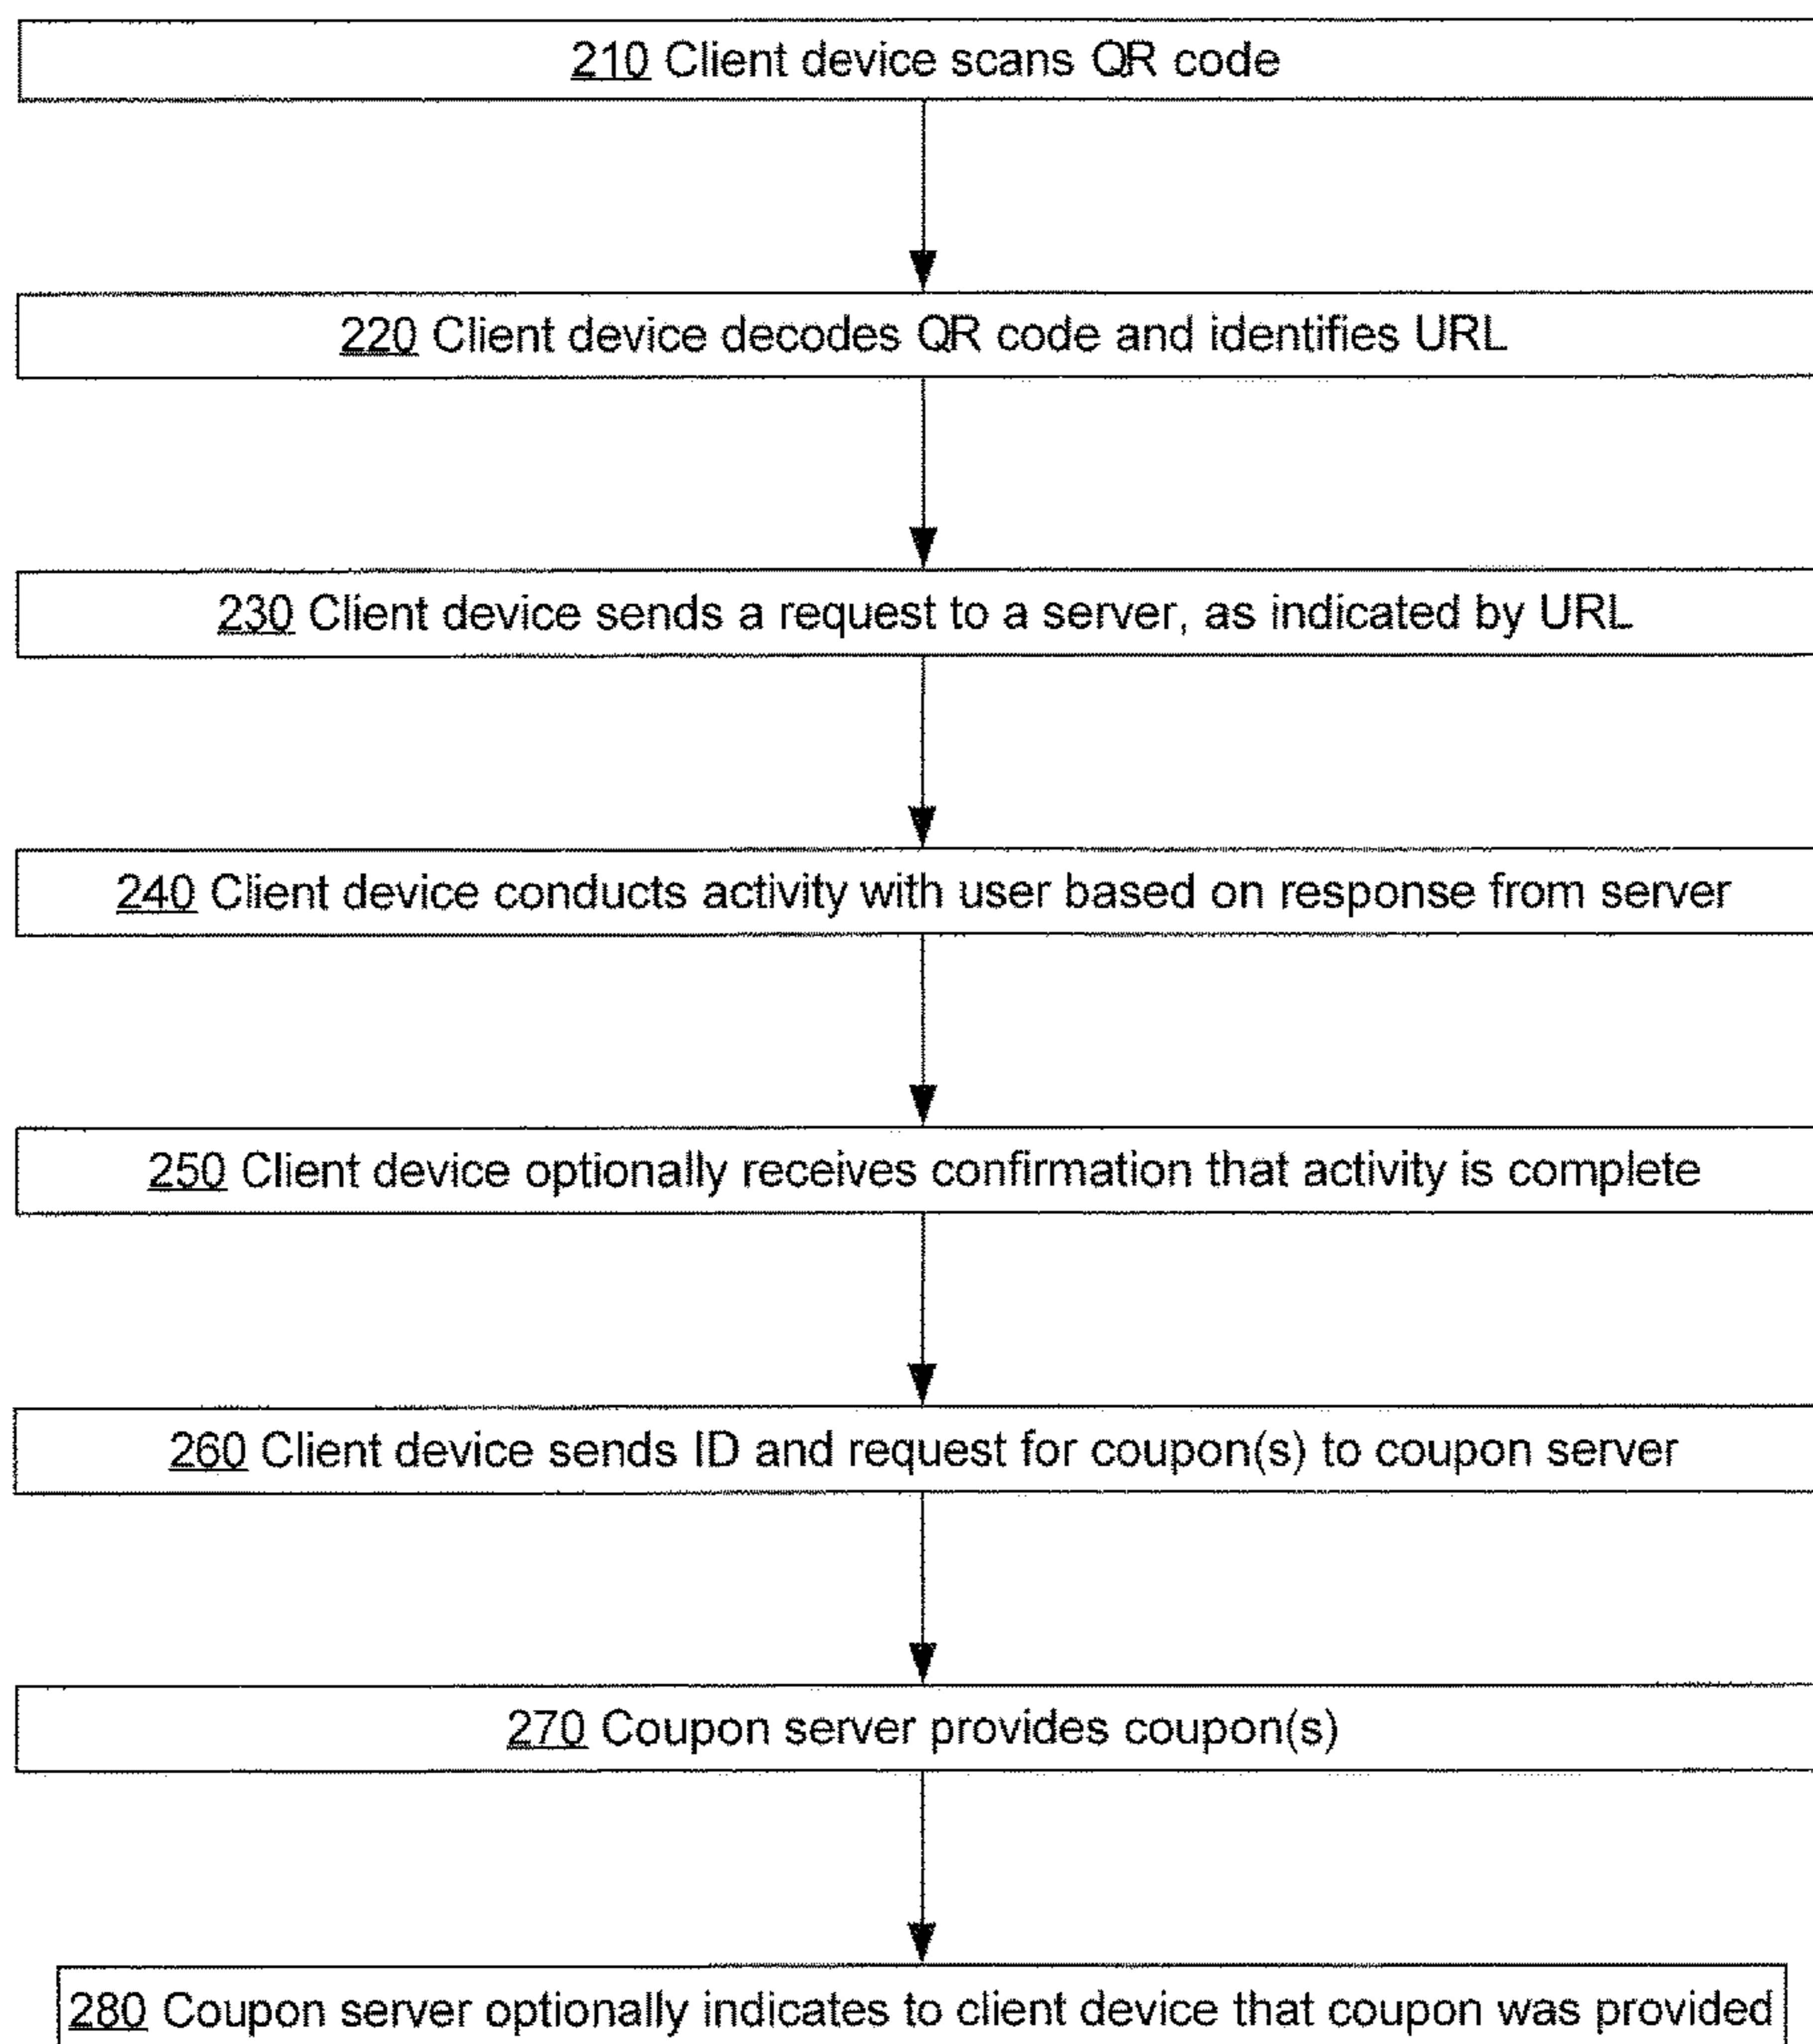 210 Client device scans QR code
220 Client device decodes QR code and identifies URL
230 Client device sends a request to a server, as indicated by URL
240 Client device conducts activity with user based on response from server
250 Client device optionally receives confirmation that activity is complete
260 Client device sends ID and request for coupon(s) to coupon server
270 Coupon server provides coupon(s)
280 Coupon server optionally indicates to client device that coupon was provided